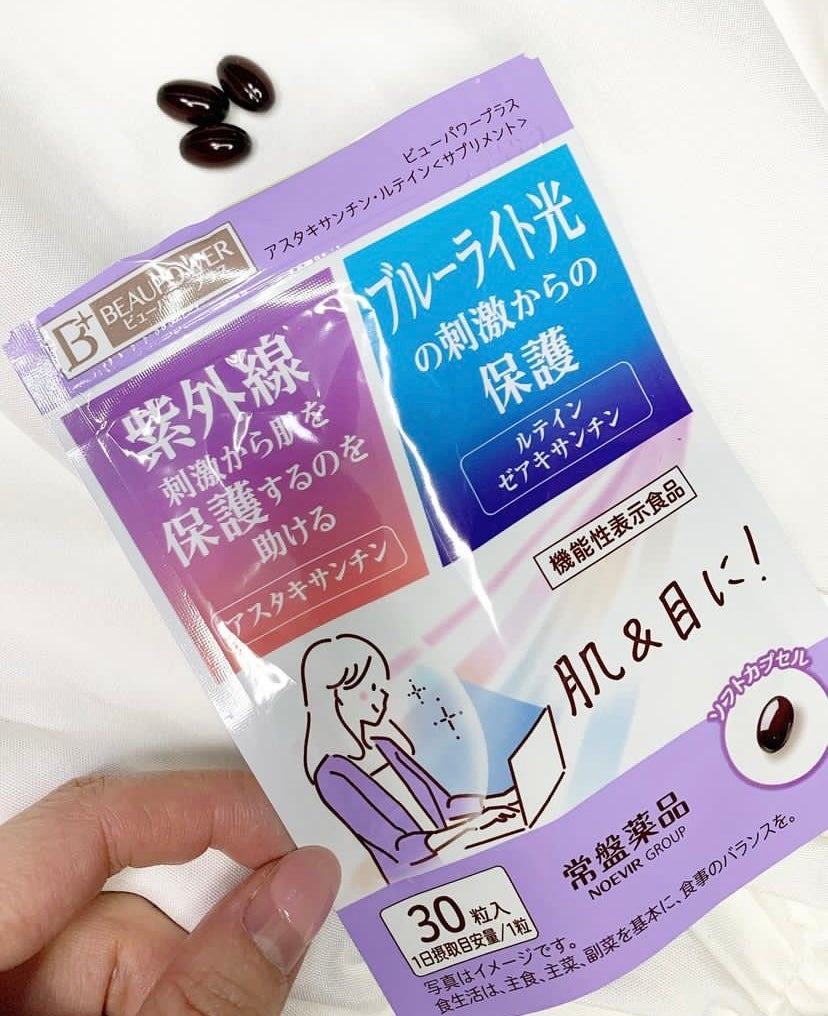 ビューパワープラス
アスタキサンチン・ルテイン<サプリメント>
B+
BEAUPOWER
ビューパワープラス
ブルーライト光
の刺激からの
保護
ルテイン
ゼアキサンチン
紫外線
刺激から肌を
保護するのを
助ける
アスタキサンチン
機能性表示食品
肌&目に!
ソフトカプセル
常盤薬品
NOEVIR GROUP
30粒入
1日摂取目安量/1粒
写真はイメージです。
食生活は、主食、主菜、副菜を基本に、食事のバランスを。